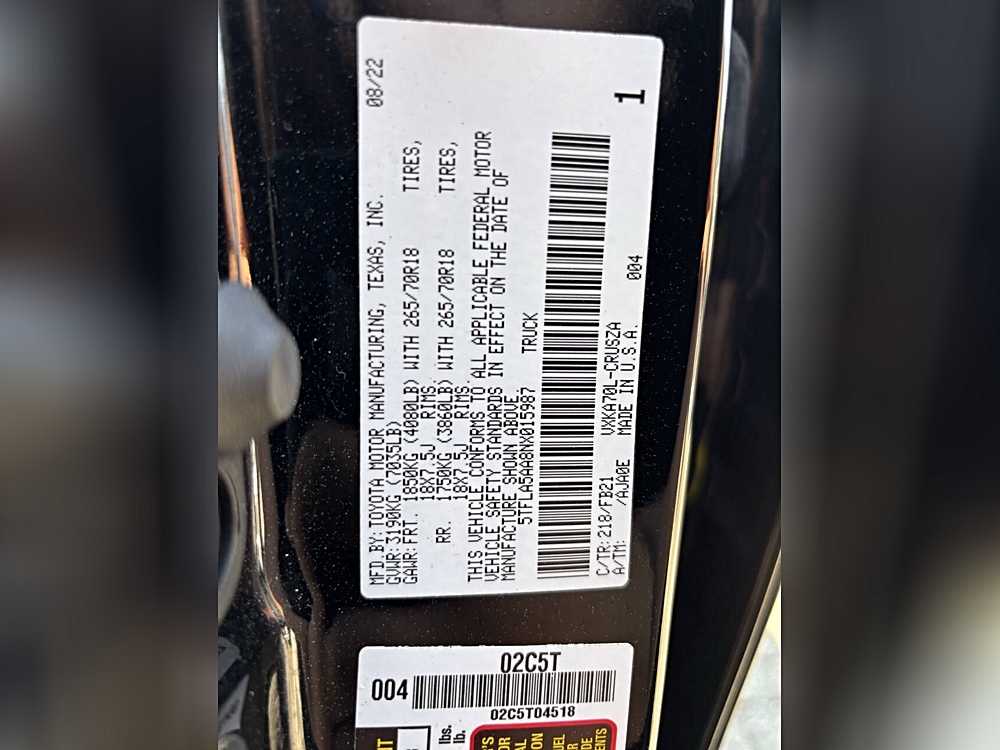 MFD.BY:TOYOTA MOTOR MANUFACTURING, TEXAS, INC. 08/22
GVWR:3190KG (7035LB)
GAWR:FRT. 1850KG (4080LB) WITH 265/70R18 TIRES,
18X7.5J RIMS.
RR. 1750KG (3860LB) WITH 265/70R18 TIRES,
18X7.5J RIMS.
THIS VEHICLE CONFORMS TO ALL APPLICABLE FEDERAL MOTOR
VEHICLE SAFETY STANDARDS IN EFFECT ON THE DATE OF
MANUFACTURE SHOWN ABOVE.
5TFLA5AA8NX015987 TRUCK
C/TR:218/FB21 VXKA70L-CRUSZA
A/TM: /AJA0E MADE IN U.S.A. 004
1
02C5T
004
02C5T04518
lbs.
lb.